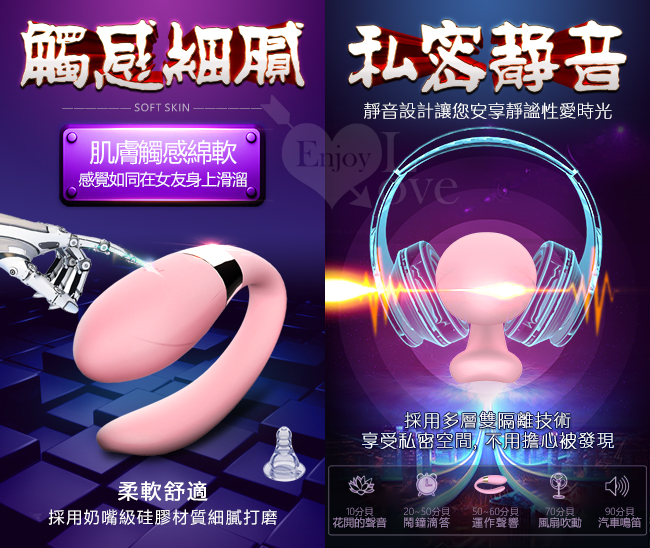 觸感細膩
SOFT SKIN
肌膚觸感綿軟
感覺如同在女友身上滑溜
柔軟舒適
採用奶嘴級硅膠材質細膩打磨
私密靜音
靜音設計讓您安享靜謐性愛時光
Enjoy Love
採用多層雙隔離技術
享受私密空間, 不用擔心被發現
10分貝 20~50分貝 50~60分貝 70分貝 90分貝
花開的聲音 鬧鐘滴答 運作聲響 風扇吹動 汽車鳴笛